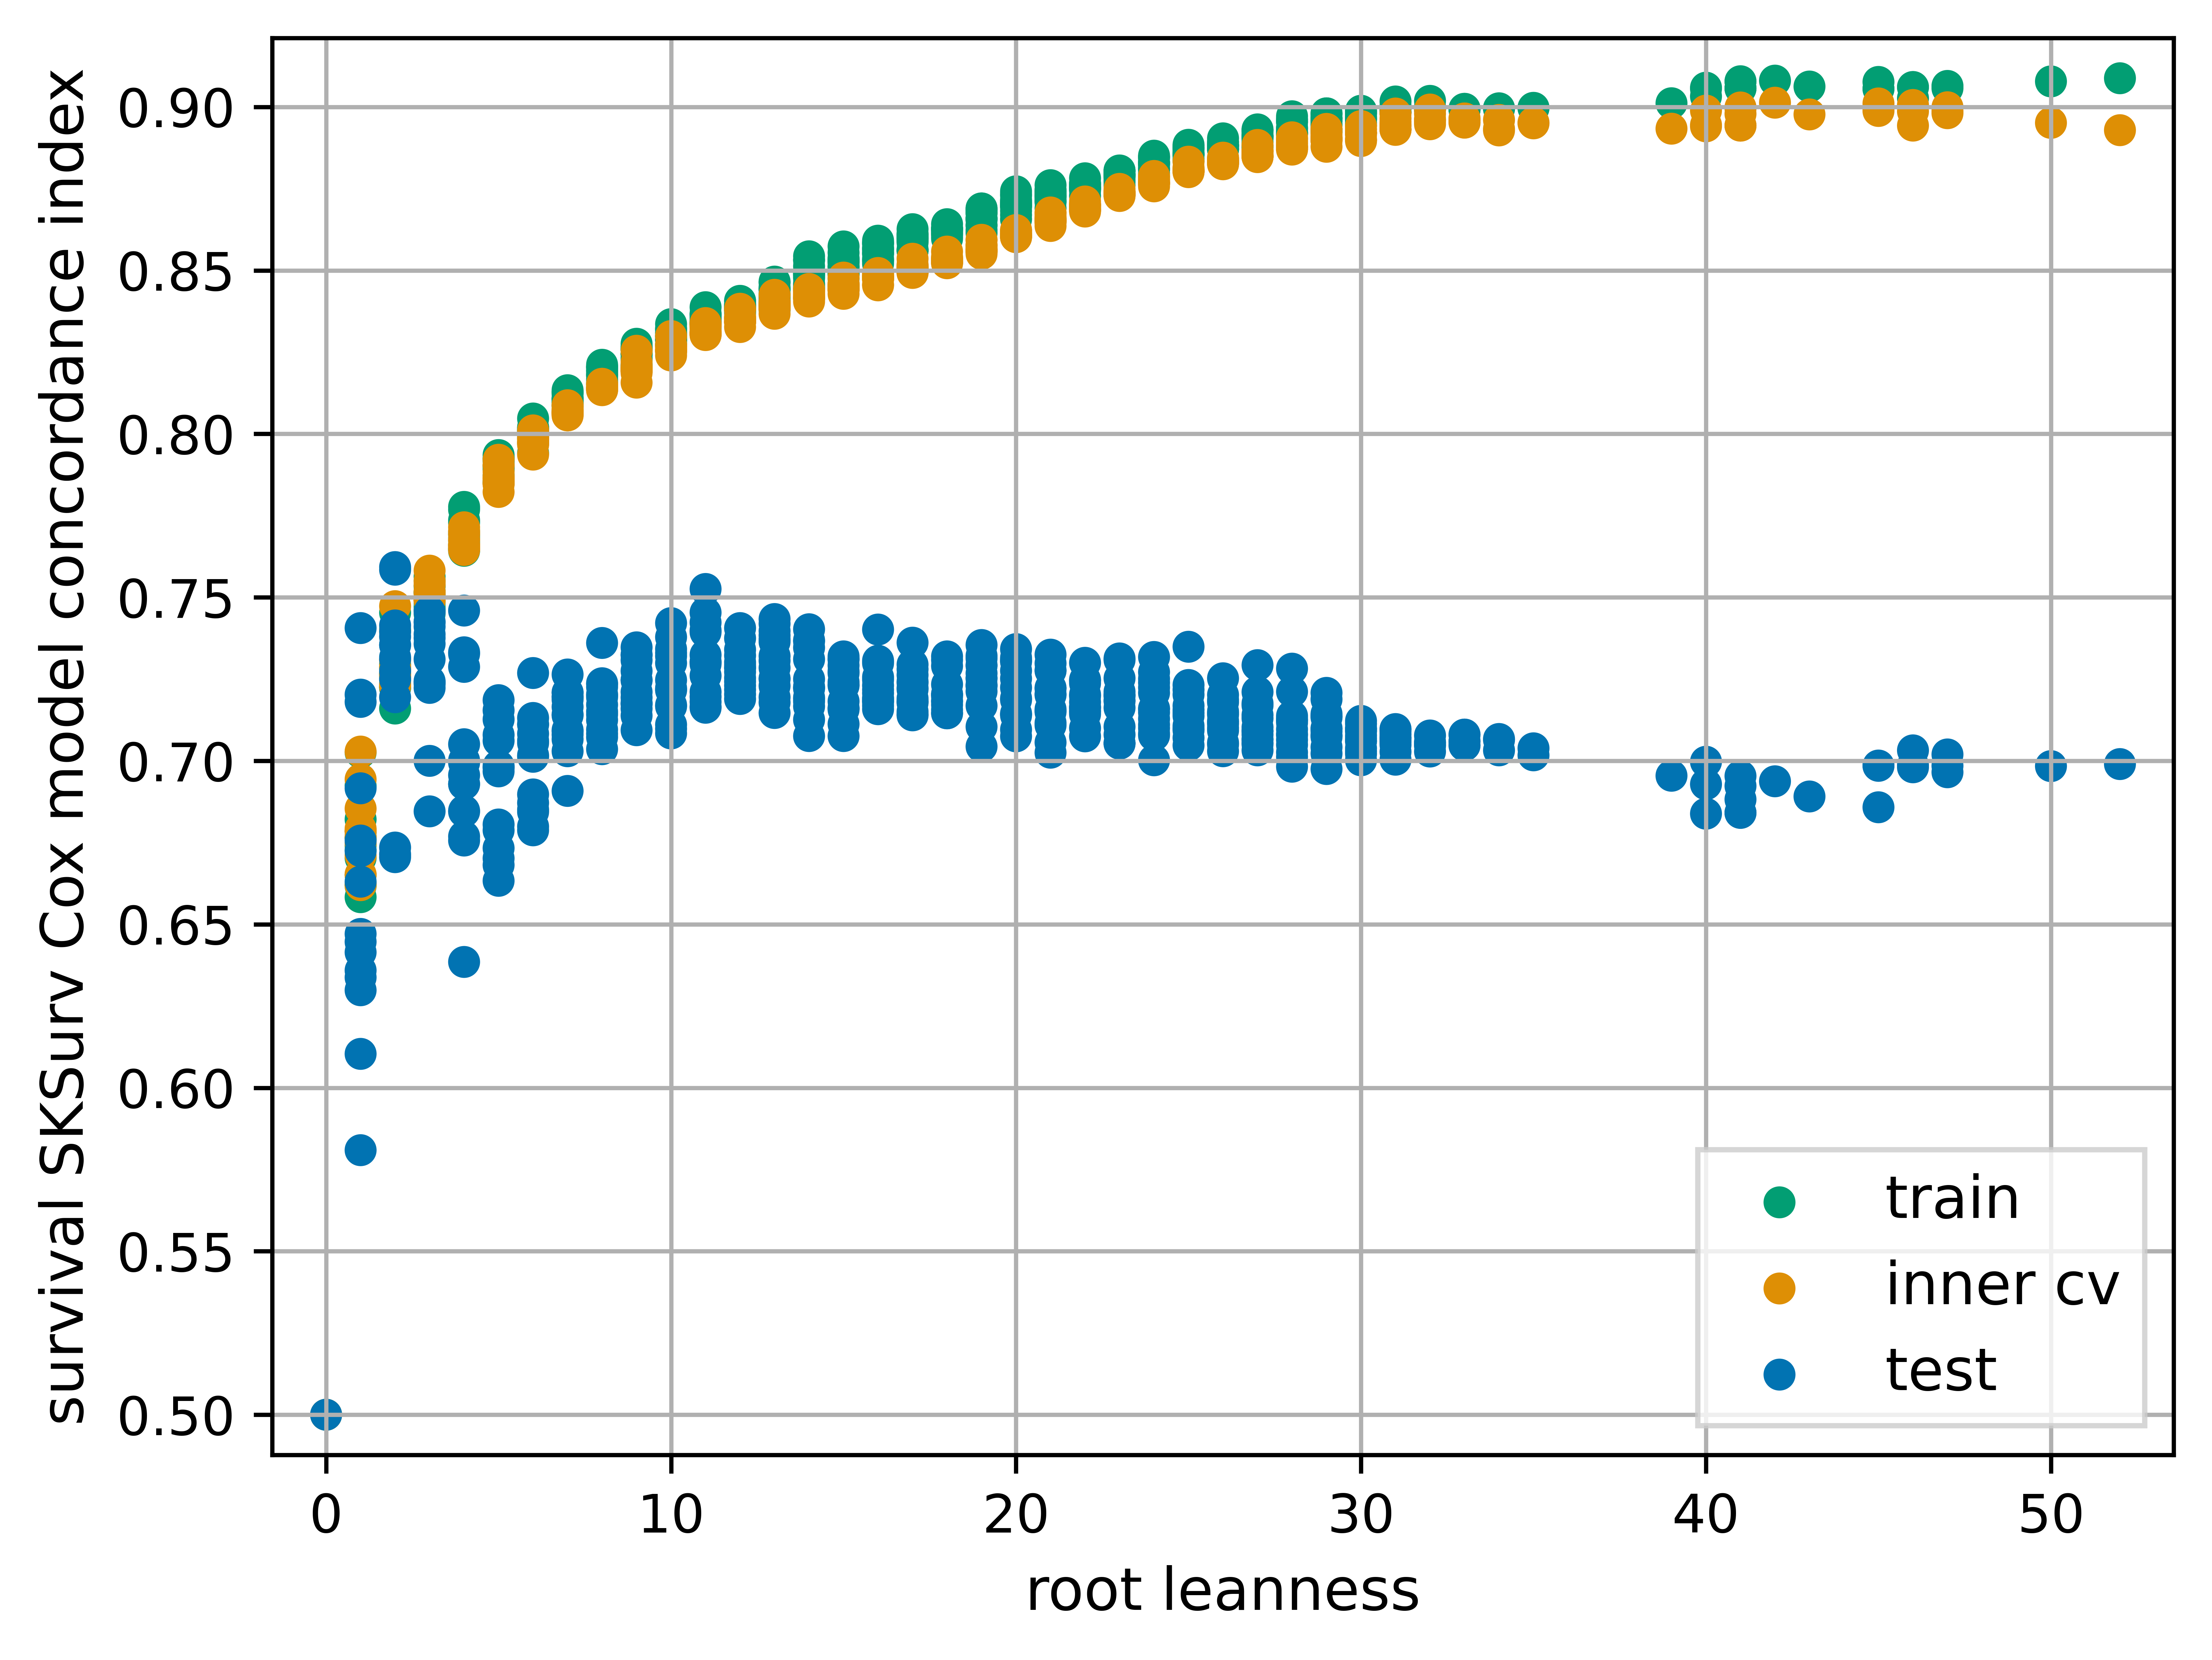 survival SKSurv Cox model concordance index
0.90
0.85
0.80
0.75
0.70
0.65
0.60
0.55
0.50
0 10 20 30 40 50
root leanness
train
inner cv
test